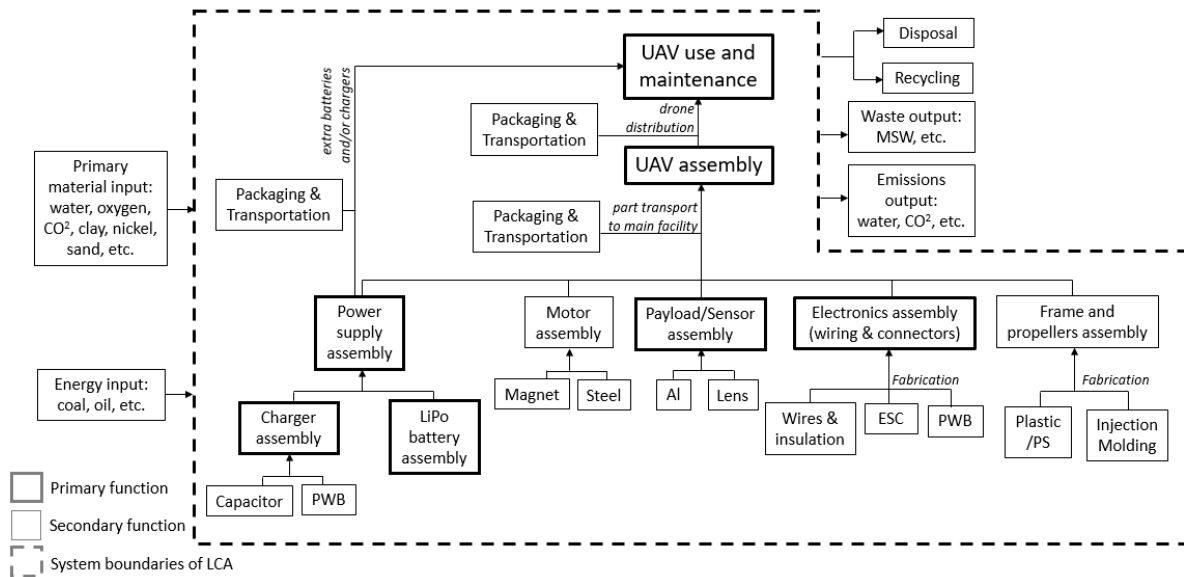 UAV use and
maintenance
Disposal
Recycling
extra batteries
and/or chargers
Packaging &
Transportation
drone
distribution
Waste output:
MSW, etc.
UAV assembly
Primary
material input:
water, oxygen,
CO², clay, nickel,
sand, etc.
Packaging &
Transportation
Packaging &
Transportation
part transport
to main facility
Emissions
output:
water, CO², etc.
Power
supply
assembly
Motor
assembly
Payload/Sensor
assembly
Electronics assembly
(wiring & connectors)
Frame and
propellers assembly
Energy input:
coal, oil, etc.
Magnet
Steel
Al
Lens
Fabrication
Fabrication
Charger
assembly
LiPo
battery
assembly
Wires &
insulation
ESC
PWB
Plastic
/PS
Injection
Molding
Capacitor
PWB
Primary function
Secondary function
System boundaries of LCA